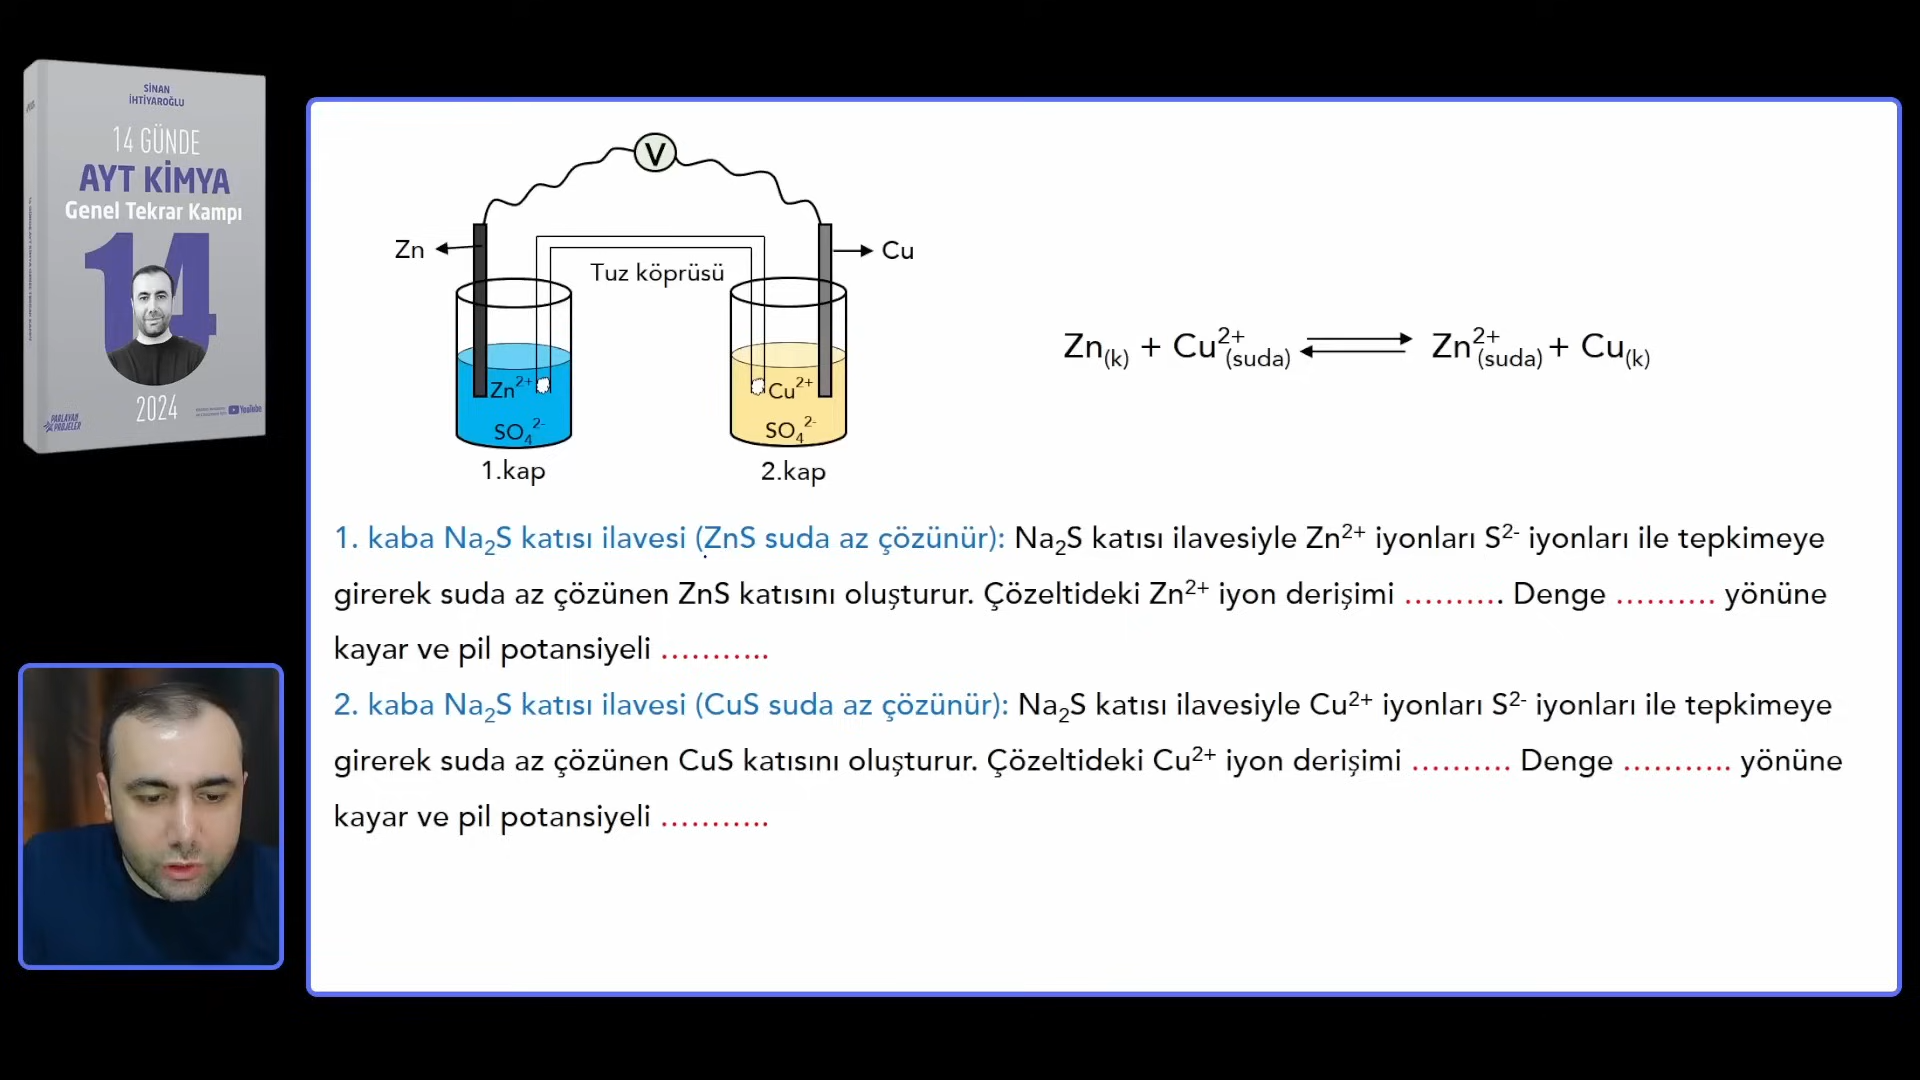 SİNAN
İHTİYAROĞLU
14 GÜNDE
AYT KİMYA
Genel Tekrar Kampı
14
2024
PARLAYAN
PROJELER
YouTube
V
Zn
Tuz köprüsü
Cu
Zn²⁺
Cu²⁺
SO₄²⁻
SO₄²⁻
1.kap
2.kap
Zn(k) + Cu²⁺(suda) ⇌ Zn²⁺(suda) + Cu(k)
1. kaba Na₂S katısı ilavesi (ZnS suda az çözünür): Na₂S katısı ilavesiyle Zn²⁺ iyonları S²⁻ iyonları ile tepkimeye
girerek suda az çözünen ZnS katısını oluşturur. Çözeltideki Zn²⁺ iyon derişimi ………. Denge ………. yönüne
kayar ve pil potansiyeli ………..
2. kaba Na₂S katısı ilavesi (CuS suda az çözünür): Na₂S katısı ilavesiyle Cu²⁺ iyonları S²⁻ iyonları ile tepkimeye
girerek suda az çözünen CuS katısını oluşturur. Çözeltideki Cu²⁺ iyon derişimi ………. Denge ……….. yönüne
kayar ve pil potansiyeli ………..